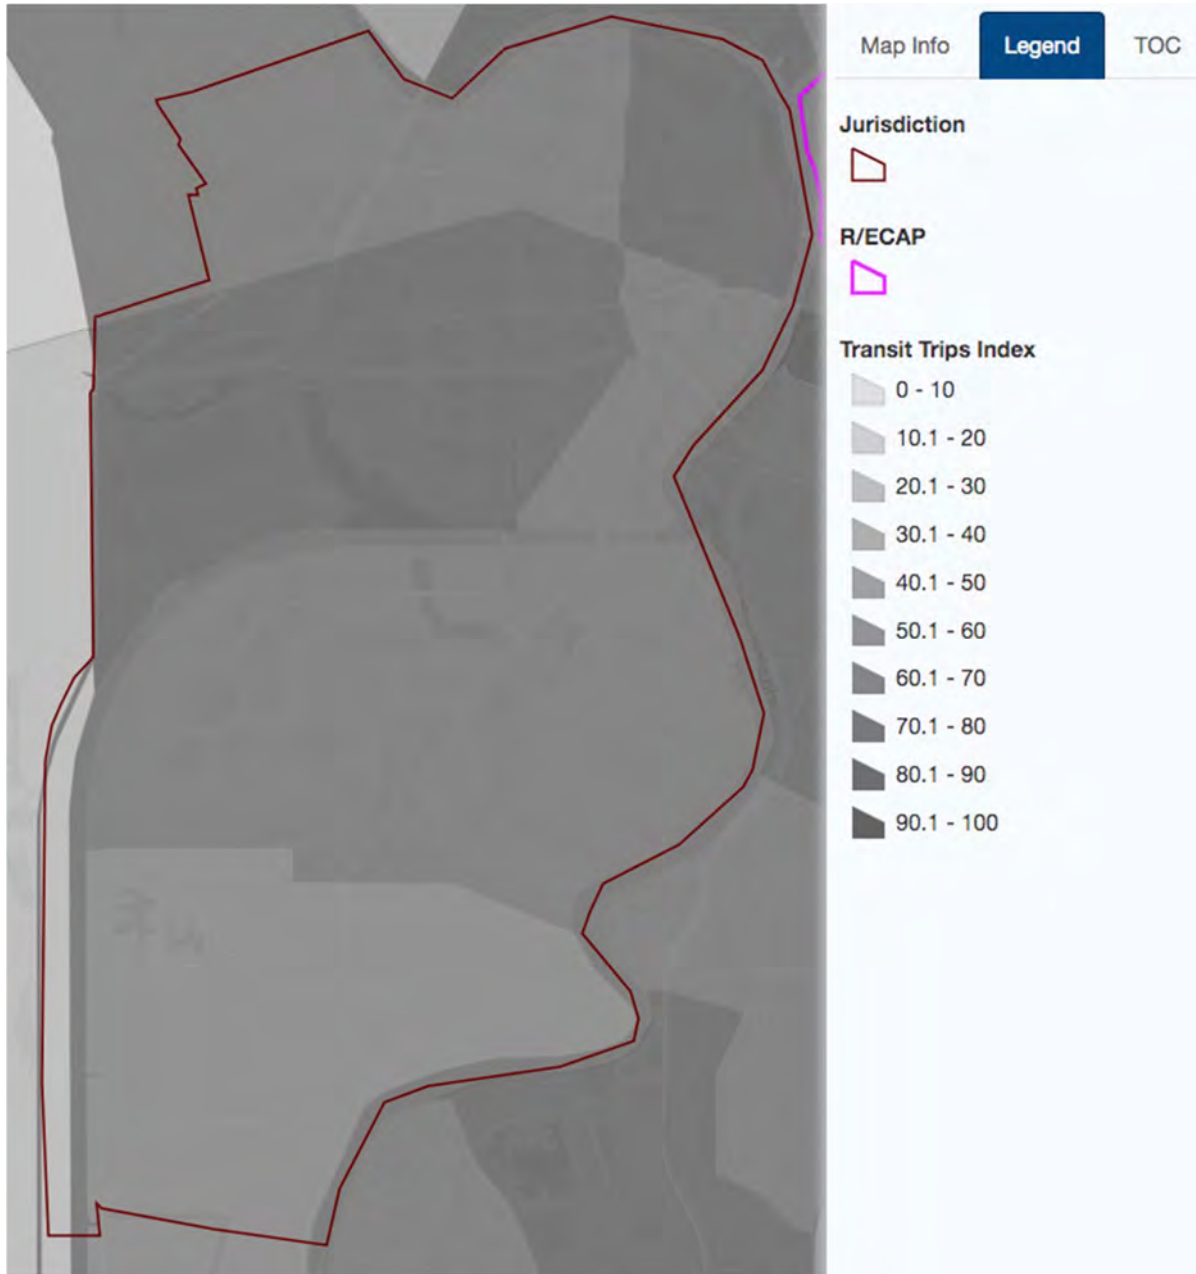 Map Info Legend TOC
Jurisdiction
R/ECAP
Transit Trips Index
0 - 10
10.1 - 20
20.1 - 30
30.1 - 40
40.1 - 50
50.1 - 60
60.1 - 70
70.1 - 80
80.1 - 90
90.1 - 100